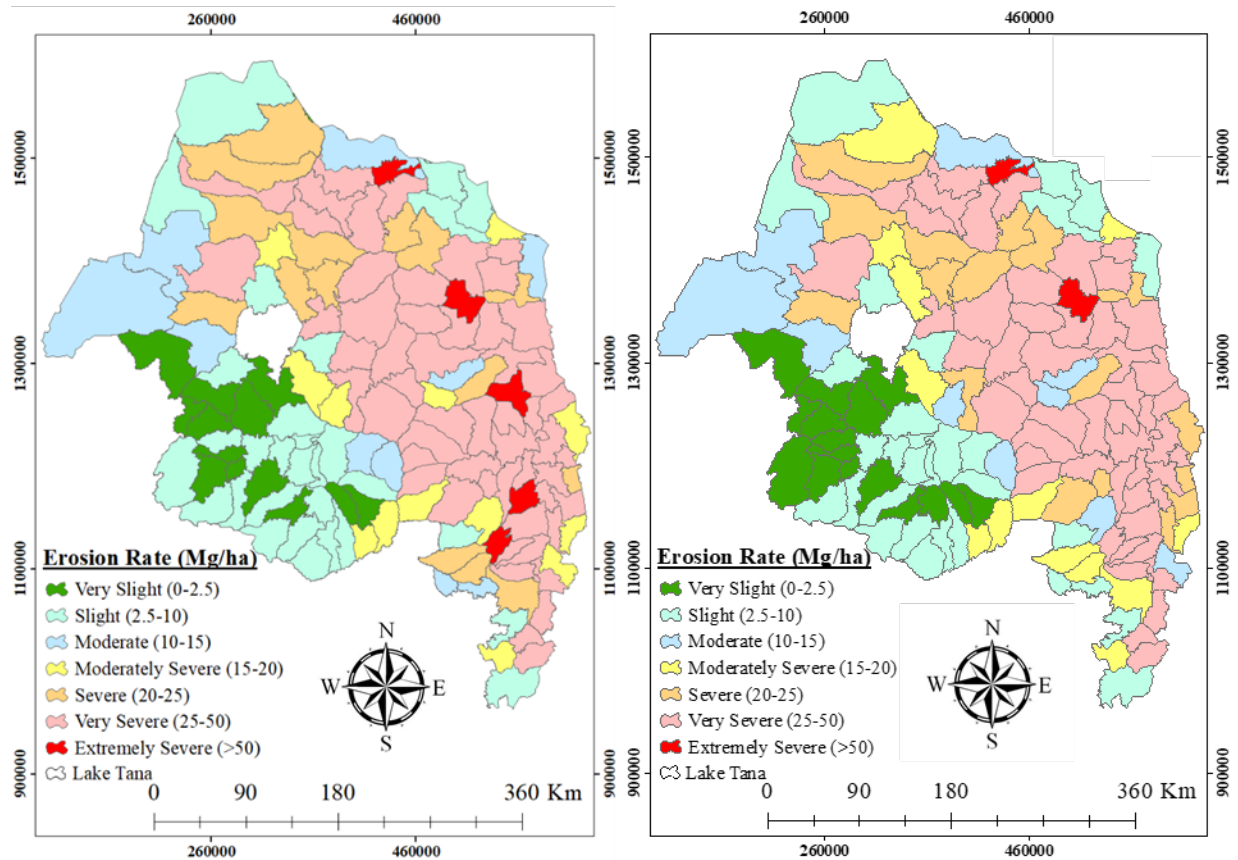 260000
460000
260000
460000
1500000
1500000
1500000
1300000
1300000
1300000
1100000
1100000
1100000
900000
900000
900000
Erosion Rate (Mg/ha)
Very Slight (0-2.5)
Slight (2.5-10)
Moderate (10-15)
Moderately Severe (15-20)
Severe (20-25)
Very Severe (25-50)
Extremely Severe (>50)
Lake Tana
N
W
E
S
0
90
180
360 Km
260000
460000
Erosion Rate (Mg/ha)
Very Slight (0-2.5)
Slight (2.5-10)
Moderate (10-15)
Moderately Severe (15-20)
Severe (20-25)
Very Severe (25-50)
Extremely Severe (>50)
Lake Tana
N
W
E
S
0
90
180
360 Km
260000
460000
1500000
1300000
1100000
900000